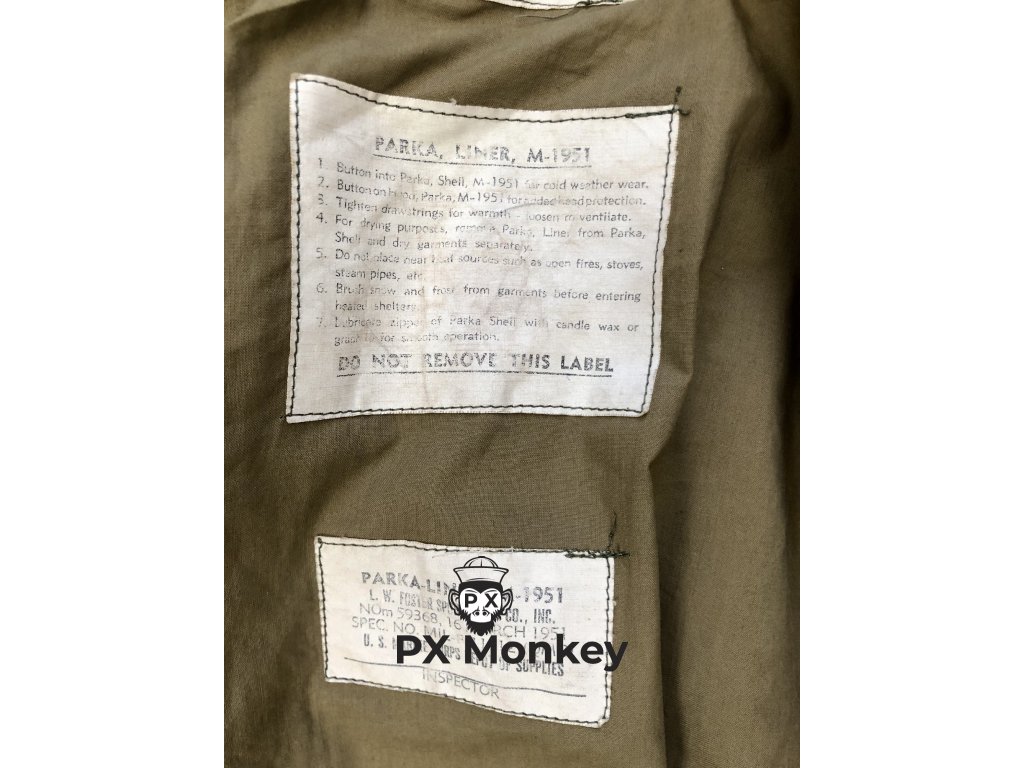 PARKA, LINER, M-1951
1. Button into Parka, Shell, M-1951 for cold weather wear.
2. Button on hood, Parka, M-1951 for added head protection.
3. Tighten drawstrings for warmth - loosen to ventilate.
4. For drying purposes, remove Parka, Liner from Parka,
Shell and dry garments separately.
5. Do not place near heat sources such as open fires, stoves,
steam pipes, etc.
6. Brush snow and frost from garments before entering
heated shelters.
7. Lubricate zipper of Parka Shell with candle wax or
graphite for smooth operation.
DO NOT REMOVE THIS LABEL
PARKA-LIN -1951
L. W. FOSTER CO., INC.
NOm 59368, 16
SPEC. NO. MIL 1951
U. S. DEPOT OF SUPPLIES
INSPECTOR
PX
PX Monkey